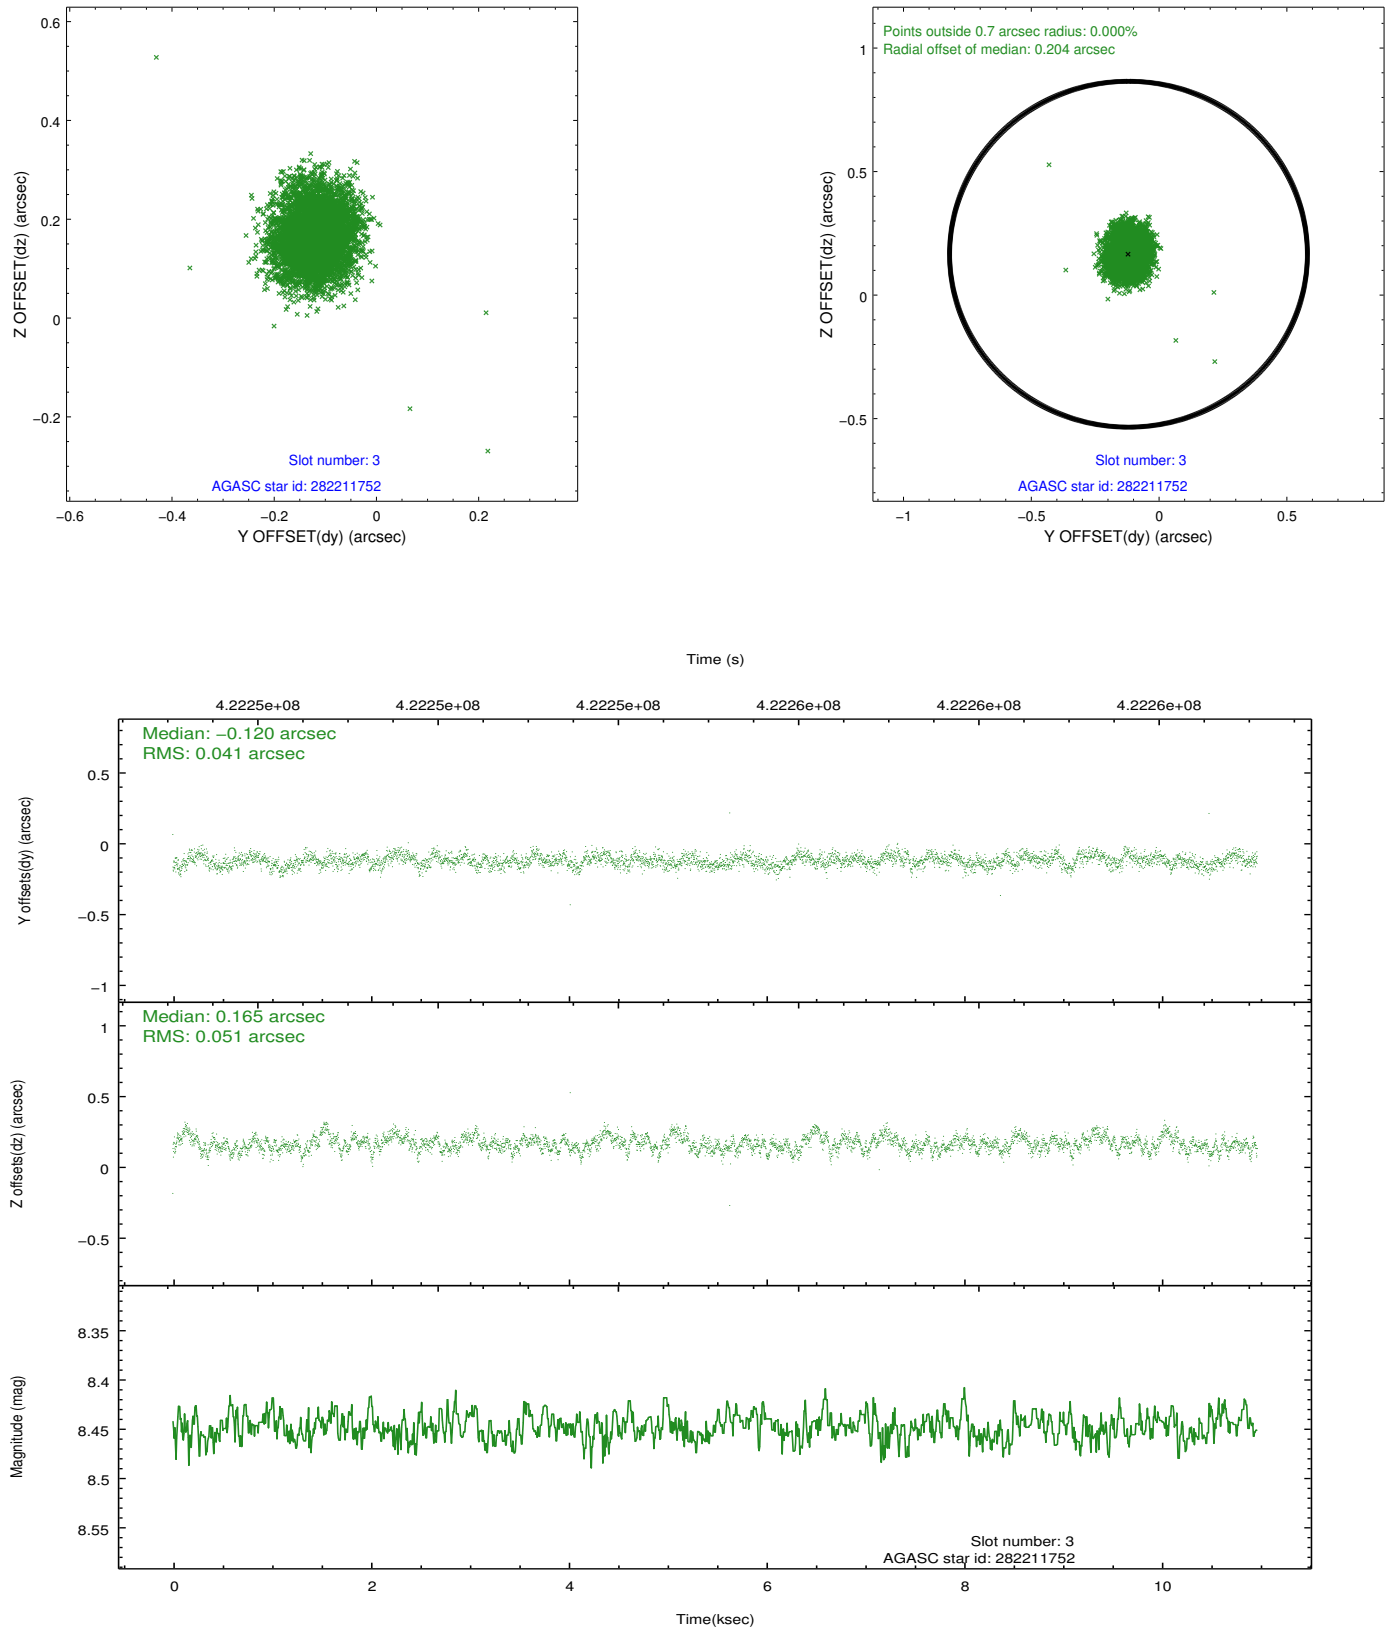 0.6
0.4
0.2
0
−0.2
Z OFFSET(dz) (arcsec)
Slot number: 3
AGASC star id: 282211752
−0.6 −0.4 −0.2 0 0.2
Y OFFSET(dy) (arcsec)
Points outside 0.7 arcsec radius: 0.000%
Radial offset of median: 0.204 arcsec
1
0.5
0
−0.5
Z OFFSET(dz) (arcsec)
Slot number: 3
AGASC star id: 282211752
−1 −0.5 0 0.5
Y OFFSET(dy) (arcsec)
Time (s)
4.2225e+08 4.2225e+08 4.2225e+08 4.2226e+08 4.2226e+08 4.2226e+08
Median: −0.120 arcsec
RMS: 0.041 arcsec
0.5
0
−0.5
−1
Y offsets(dy) (arcsec)
Median: 0.165 arcsec
RMS: 0.051 arcsec
1
0.5
0
−0.5
Z offsets(dz) (arcsec)
8.35
8.4
8.45
8.5
8.55
Magnitude (mag)
Slot number: 3
AGASC star id: 282211752
0 2 4 6 8 10
Time(ksec)